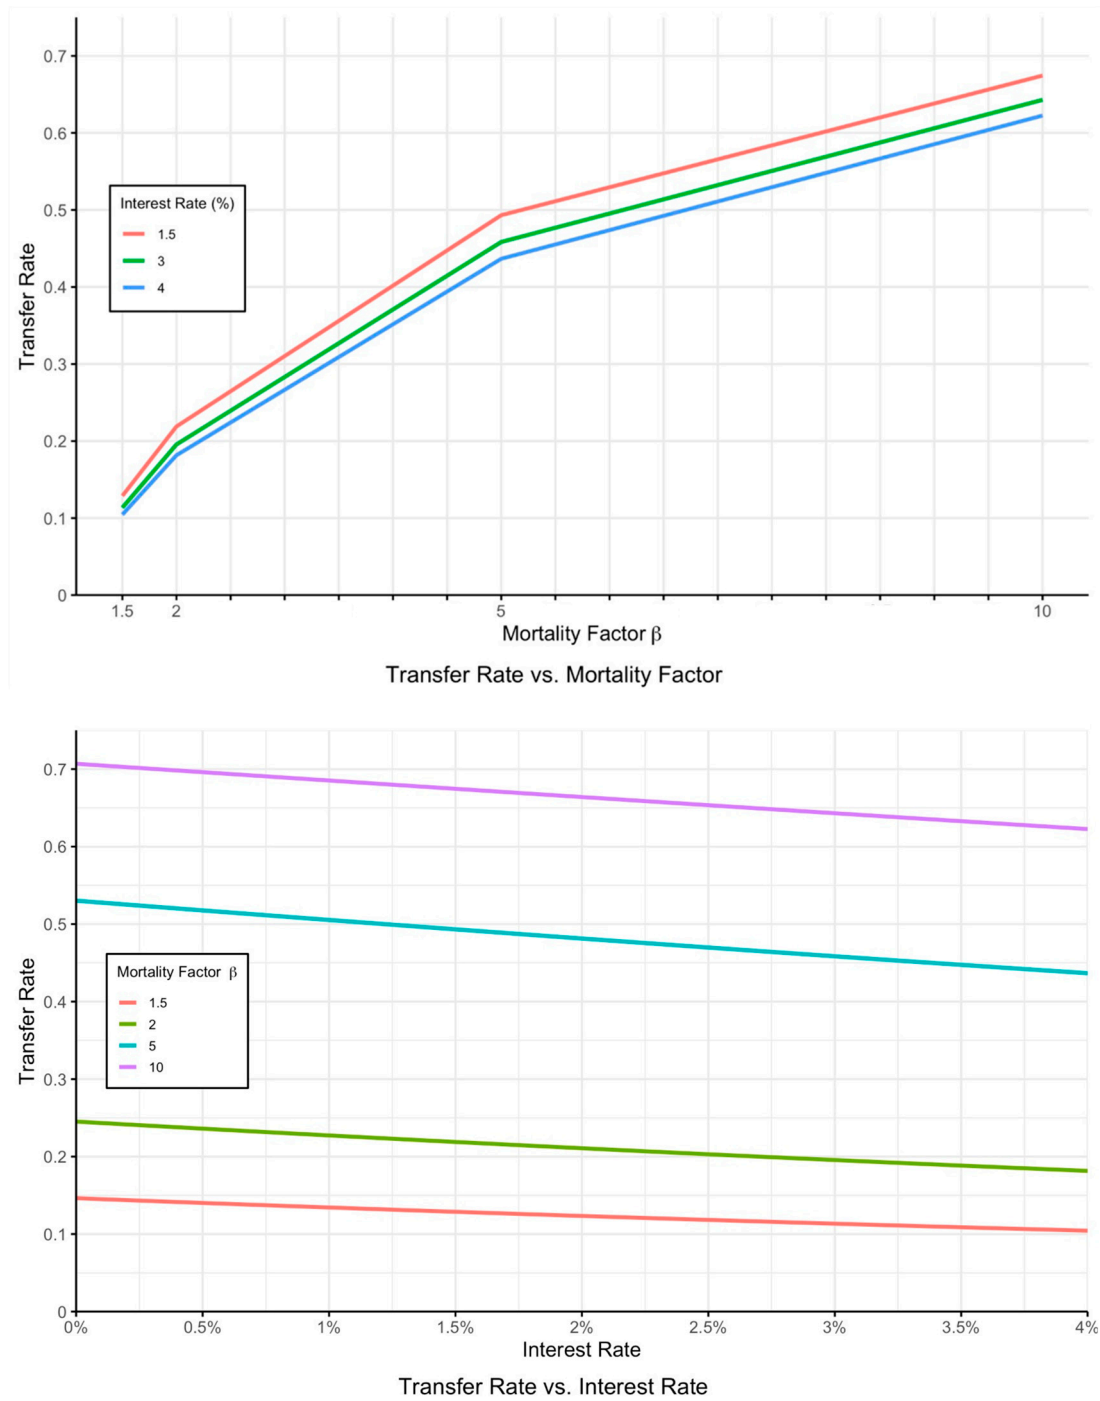 0.7
0.6
0.5
0.4
0.3
0.2
0.1
0
Transfer Rate
Interest Rate (%)
1.5
3
4
1.5 2 5 10
Mortality Factor β
Transfer Rate vs. Mortality Factor
0.7
0.6
0.5
0.4
0.3
0.2
0.1
0
Transfer Rate
Mortality Factor β
1.5
2
5
10
0% 0.5% 1% 1.5% 2% 2.5% 3% 3.5% 4%
Interest Rate
Transfer Rate vs. Interest Rate